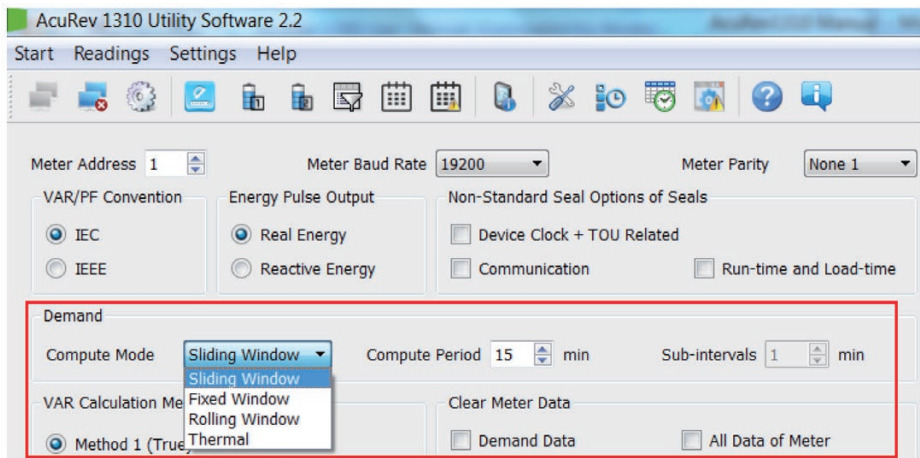 AcuRev 1310 Utility Software 2.2
Start Readings Settings Help
1 2
Meter Address 1 Meter Baud Rate 19200 Meter Parity None 1
VAR/PF Convention Energy Pulse Output Non-Standard Seal Options of Seals
IEC Real Energy Device Clock + TOU Related
IEEE Reactive Energy Communication Run-time and Load-time
Demand
Compute Mode Sliding Window Compute Period 15 min Sub-intervals 1 min
Sliding Window
Fixed Window
VAR Calculation Me Clear Meter Data
Rolling Window
Thermal
Method 1 (True Demand Data All Data of Meter